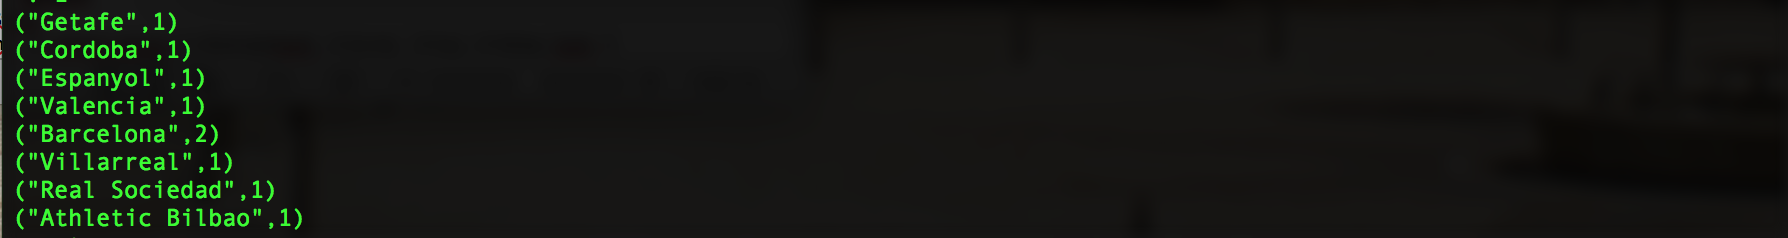 ("Getafe",1)
("Cordoba",1)
("Espanyol",1)
("Valencia",1)
("Barcelona",2)
("Villarreal",1)
("Real Sociedad",1)
("Athletic Bilbao",1)